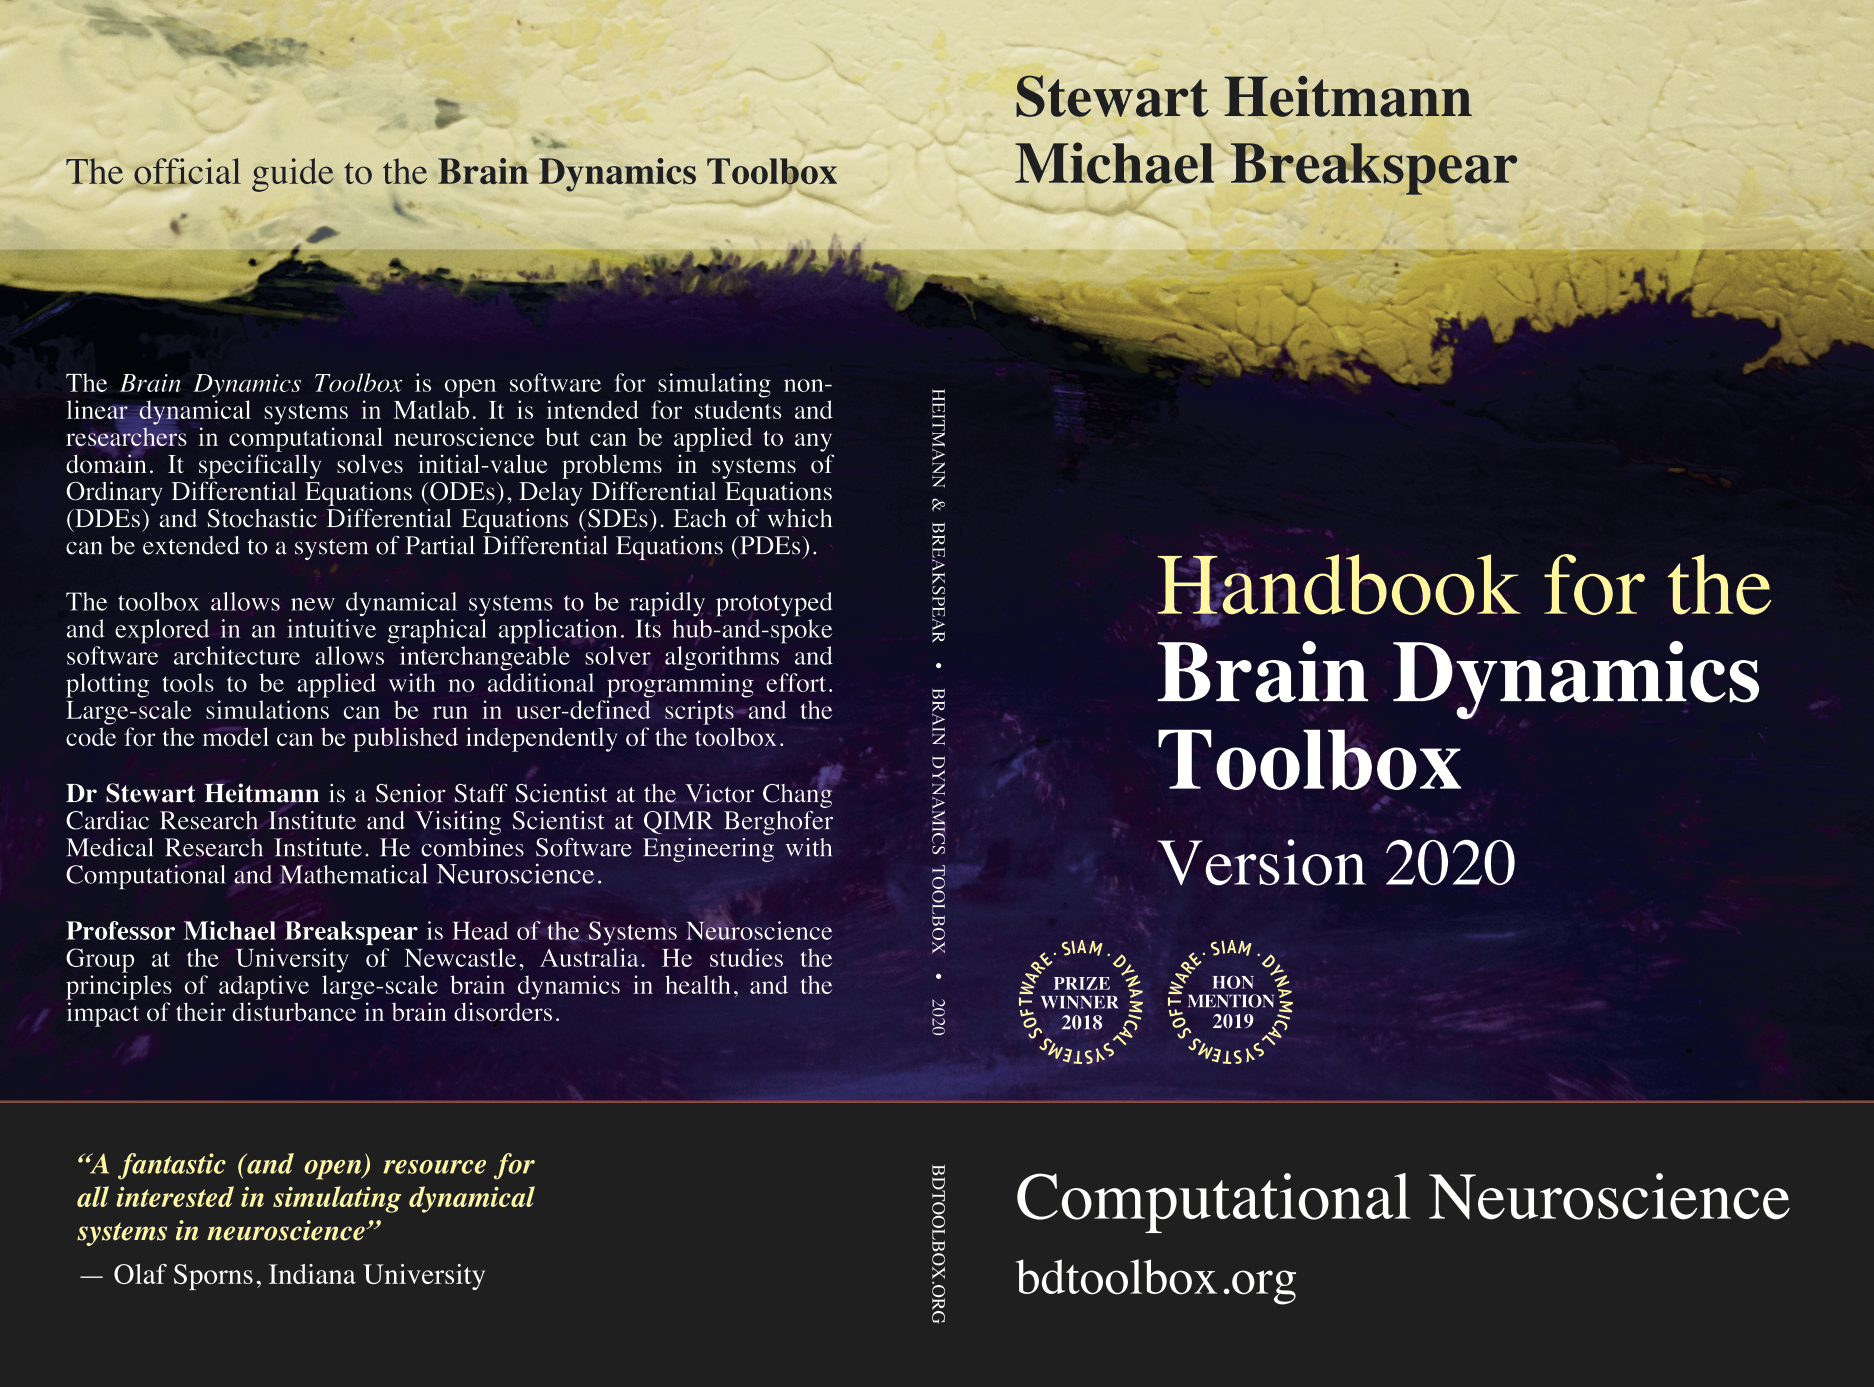 The official guide to the Brain Dynamics Toolbox
The Brain Dynamics Toolbox is open software for simulating non-
linear dynamical systems in Matlab. It is intended for students and
researchers in computational neuroscience but can be applied to any
domain. It specifically solves initial-value problems in systems of
Ordinary Differential Equations (ODEs), Delay Differential Equations
(DDEs) and Stochastic Differential Equations (SDEs). Each of which
can be extended to a system of Partial Differential Equations (PDEs).
The toolbox allows new dynamical systems to be rapidly prototyped
and explored in an intuitive graphical application. Its hub-and-spoke
software architecture allows interchangeable solver algorithms and
plotting tools to be applied with no additional programming effort.
Large-scale simulations can be run in user-defined scripts and the
code for the model can be published independently of the toolbox.
Dr Stewart Heitmann is a Senior Staff Scientist at the Victor Chang
Cardiac Research Institute and Visiting Scientist at QIMR Berghofer
Medical Research Institute. He combines Software Engineering with
Computational and Mathematical Neuroscience.
Professor Michael Breakspear is Head of the Systems Neuroscience
Group at the University of Newcastle, Australia. He studies the
principles of adaptive large-scale brain dynamics in health, and the
impact of their disturbance in brain disorders.
“A fantastic (and open) resource for
all interested in simulating dynamical
systems in neuroscience”
— Olaf Sporns, Indiana University
HEITMANN & BREAKSPEAR • BRAIN DYNAMICS TOOLBOX • 2020
BDTOOLBOX.ORG
Stewart Heitmann
Michael Breakspear
Handbook for the
Brain Dynamics
Toolbox
Version 2020
· SIAM · DYNAMICAL SYSTEMS SOFTWARE
PRIZE
WINNER
2018
· SIAM · DYNAMICAL SYSTEMS SOFTWARE
HON
MENTION
2019
Computational Neuroscience
bdtoolbox.org